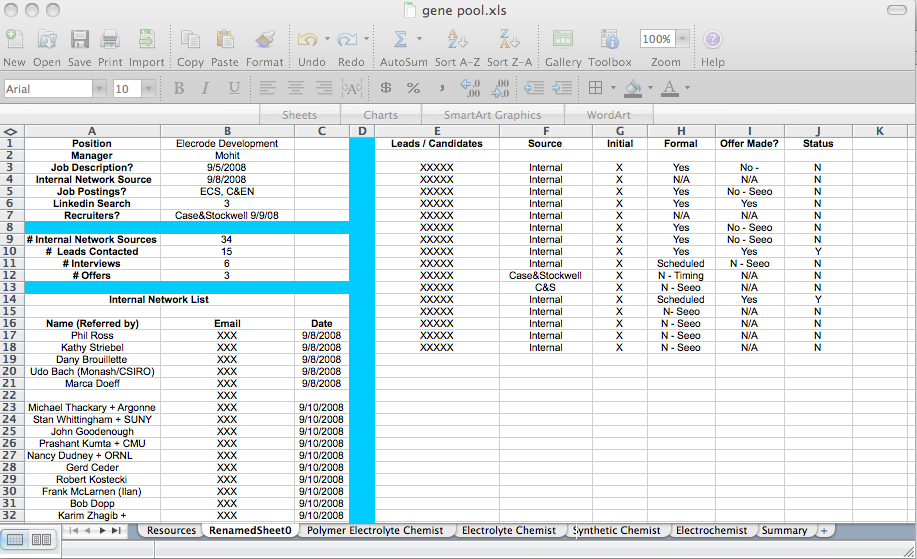 gene pool.xls
New Open Save Print Import Copy Paste Format Undo Redo AutoSum Sort A-Z Sort Z-A Gallery Toolbox 100% Zoom Help
Arial 10 B I U ABC $ % , .0 .00 .00 .0 A
Sheets Charts SmartArt Graphics WordArt
A B C D E F G H I J K
1 Position Elecrode Development Leads / Candidates Source Initial Formal Offer Made? Status
2 Manager Mohit
3 Job Description? 9/5/2008 XXXXX Internal X Yes No - N
4 Internal Network Source 9/8/2008 XXXXX Internal X N/A N/A N
5 Job Postings? ECS, C&EN XXXXX Internal X Yes No - Seeo N
6 Linkedin Search 3 XXXXX Internal X Yes Yes N
7 Recruiters? Case&Stockwell 9/9/08 XXXXX Internal X N/A N/A N
8 XXXXX Internal X Yes No - Seeo N
9 # Internal Network Sources 34 XXXXX Internal X Yes No - Seeo N
10 # Leads Contacted 15 XXXXX Internal X Yes Yes Y
11 # Interviews 6 XXXXX Internal X Scheduled N - Seeo N
12 # Offers 3 XXXXX Case&Stockwell X N - Timing N/A N
13 XXXXX C&S X N - Seeo N/A N
14 Internal Network List XXXXX Internal X Scheduled Yes Y
15 XXXXX Internal X N- Seeo N/A N
16 Name (Referred by) Email Date XXXXX Internal X N - Seeo N/A N
17 Phil Ross XXX 9/8/2008 XXXXX Internal X N - Seeo N/A N
18 Kathy Striebel XXX 9/8/2008 XXXXX Internal X N - Seeo N/A N
19 Dany Brouillette XXX 9/8/2008
20 Udo Bach (Monash/CSIRO) XXX 9/8/2008
21 Marca Doeff XXX 9/8/2008
22 XXX
23 Michael Thackary + Argonne XXX 9/10/2008
24 Stan Whittingham + SUNY XXX 9/10/2008
25 John Goodenough XXX 9/10/2008
26 Prashant Kumta + CMU XXX 9/10/2008
27 Nancy Dudney + ORNL XXX 9/10/2008
28 Gerd Ceder XXX 9/10/2008
29 Robert Kostecki XXX 9/10/2008
30 Frank McLarnen (Ilan) XXX 9/10/2008
31 Bob Dopp XXX 9/10/2008
32 Karim Zhagib + XXX 9/10/2008
Resources RenamedSheet0 Polymer Electrolyte Chemist Electrolyte Chemist Synthetic Chemist Electrochemist Summary +